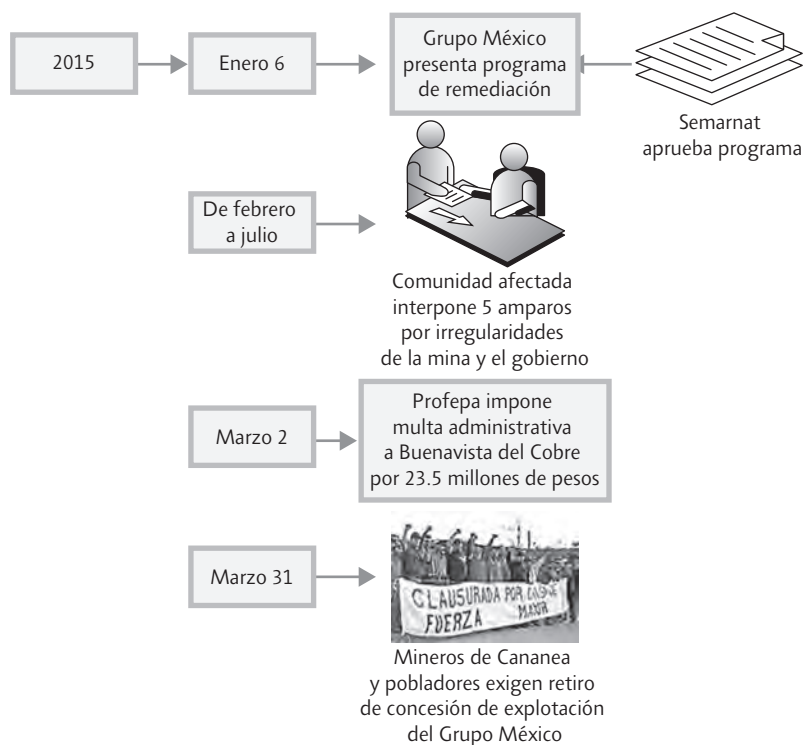 2015
Enero 6
Grupo México
presenta programa
de remediación
Semarnat
aprueba programa
De febrero
a julio
Comunidad afectada
interpone 5 amparos
por irregularidades
de la mina y el gobierno
Marzo 2
Profepa impone
multa administrativa
a Buenavista del Cobre
por 23.5 millones de pesos
Marzo 31
CLAUSURADA POR
FUERZA MAYOR
Mineros de Cananea
y pobladores exigen retiro
de concesión de explotación
del Grupo México